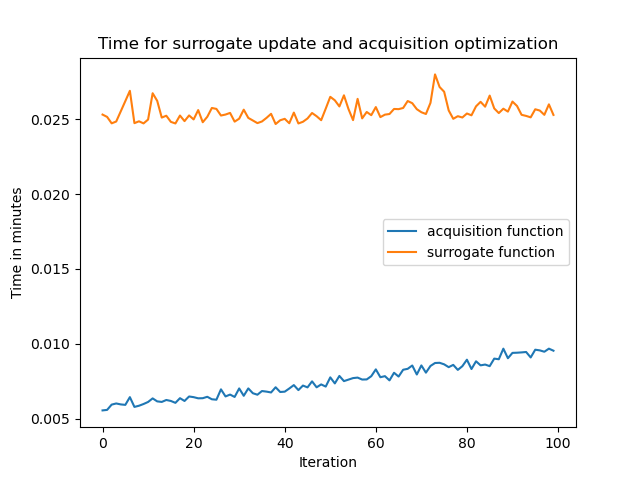 Time for surrogate update and acquisition optimization
0.025
0.020
0.015
0.010
0.005
Time in minutes
acquisition function
surrogate function
0 20 40 60 80 100
Iteration